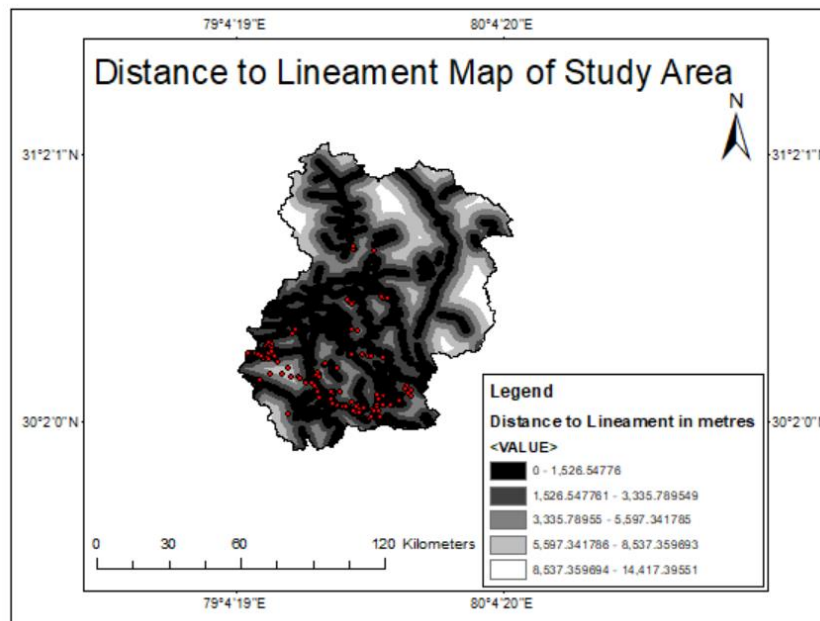 79°4'19"E 80°4'20"E
Distance to Lineament Map of Study Area
N
31°2'1"N 31°2'1"N
30°2'0"N 30°2'0"N
Legend
Distance to Lineament in metres
<VALUE>
0 - 1,526.54776
1,526.547761 - 3,335.789549
3,335.78955 - 5,597.341785
5,597.341786 - 8,537.359693
8,537.359694 - 14,417.39551
0 30 60 120 Kilometers
79°4'19"E 80°4'20"E